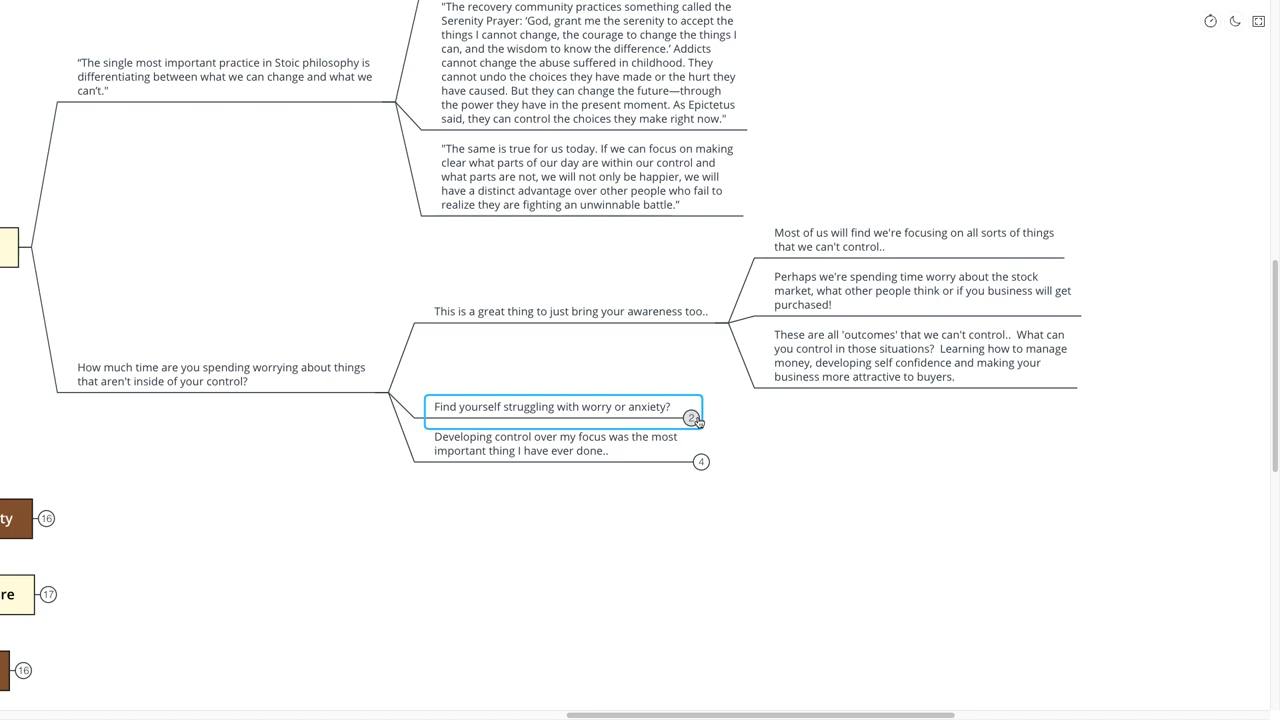 "The recovery community practices something called the
Serenity Prayer: ‘God, grant me the serenity to accept the
things I cannot change, the courage to change the things I
can, and the wisdom to know the difference.’ Addicts
cannot change the abuse suffered in childhood. They
cannot undo the choices they have made or the hurt they
have caused. But they can change the future—through
the power they have in the present moment. As Epictetus
said, they can control the choices they make right now."
“The single most important practice in Stoic philosophy is
differentiating between what we can change and what we
can’t."
"The same is true for us today. If we can focus on making
clear what parts of our day are within our control and
what parts are not, we will not only be happier, we will
have a distinct advantage over other people who fail to
realize they are fighting an unwinnable battle.”
How much time are you spending worrying about things
that aren't inside of your control?
This is a great thing to just bring your awareness too..
Most of us will find we're focusing on all sorts of things
that we can't control..
Perhaps we're spending time worry about the stock
market, what other people think or if you business will get
purchased!
These are all 'outcomes' that we can't control..  What can
you control in those situations?  Learning how to manage
money, developing self confidence and making your
business more attractive to buyers.
Find yourself struggling with worry or anxiety?
2
Developing control over my focus was the most
important thing I have ever done..
4
ty
16
re
17
16